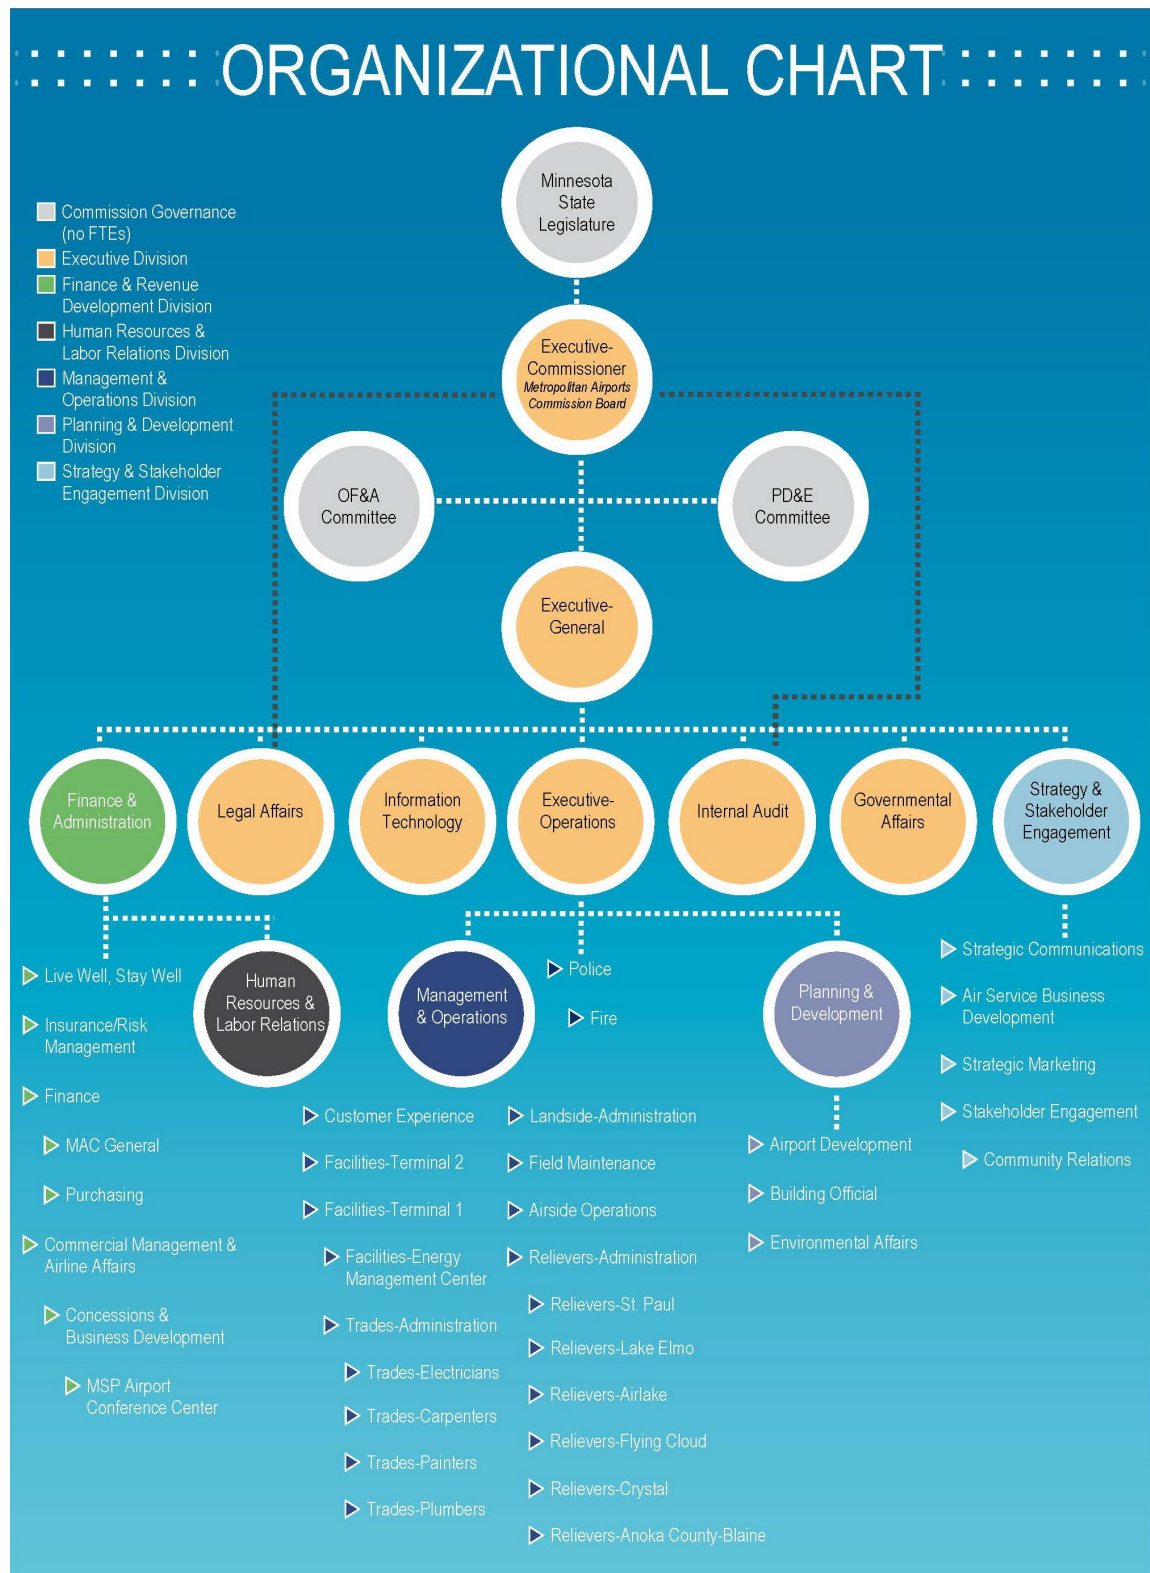 ORGANIZATIONAL CHART
Minnesota
State
Legislature
Commission Governance
(no FTEs)
Executive Division
Finance & Revenue
Development Division
Human Resources &
Labor Relations Division
Management &
Operations Division
Planning & Development
Division
Strategy & Stakeholder
Engagement Division
Executive-
Commissioner
Metropolitan Airports
Commission Board
OF&A
Committee
PD&E
Committee
Executive-
General
Finance &
Administration
Legal Affairs
Information
Technology
Executive-
Operations
Internal Audit
Governmental
Affairs
Strategy &
Stakeholder
Engagement
Live Well, Stay Well
Insurance/Risk
Management
Finance
MAC General
Purchasing
Commercial Management &
Airline Affairs
Concessions &
Business Development
MSP Airport
Conference Center
Human
Resources &
Labor Relations
Management
& Operations
Customer Experience
Facilities-Terminal 2
Facilities-Terminal 1
Facilities-Energy
Management Center
Trades-Administration
Trades-Electricians
Trades-Carpenters
Trades-Painters
Trades-Plumbers
Landside-Administration
Field Maintenance
Airside Operations
Relievers-Administration
Relievers-St. Paul
Relievers-Lake Elmo
Relievers-Airlake
Relievers-Flying Cloud
Relievers-Crystal
Relievers-Anoka County-Blaine
Police
Fire
Planning &
Development
Airport Development
Building Official
Environmental Affairs
Strategic Communications
Air Service Business
Development
Strategic Marketing
Stakeholder Engagement
Community Relations